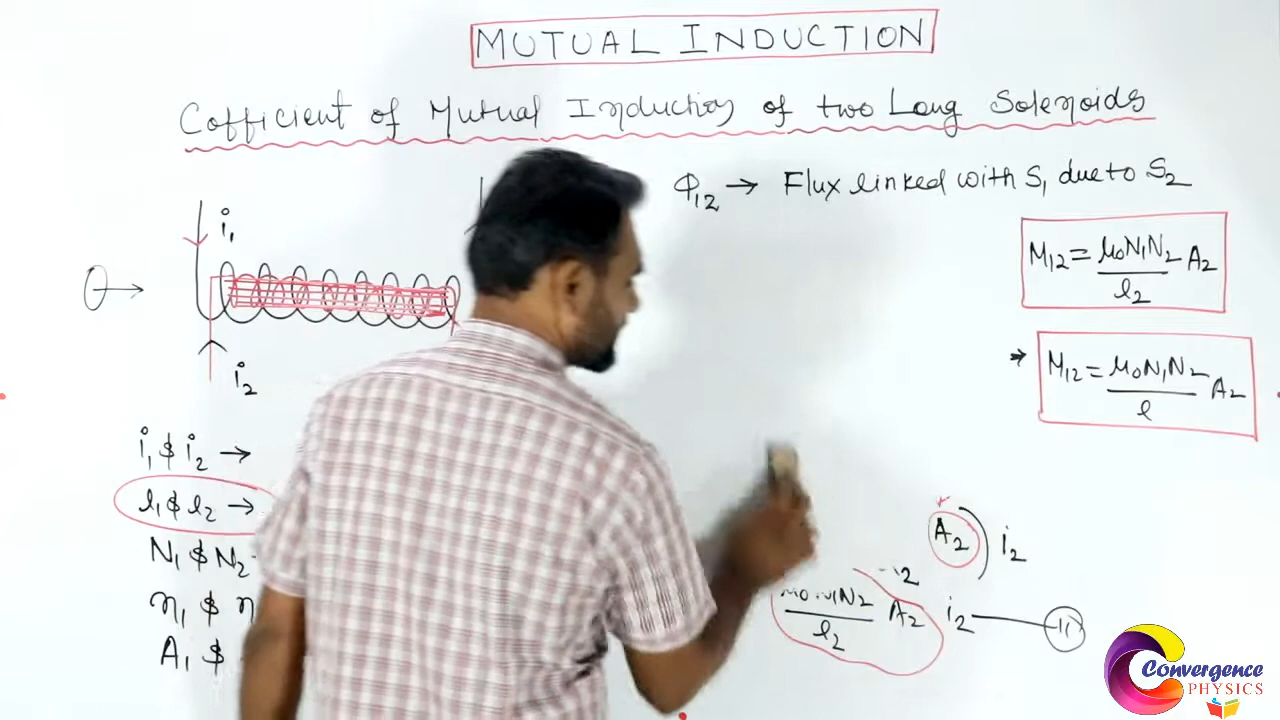 MUTUAL INDUCTION
Cofficient of Mutual Induction of two Long Solenoids
Φ12 → Flux linked with S1 due to S2
i1
M12 = μ0N1N2/l2 A2
→ M12 = μ0N1N2/l A2
i2
i1 & i2 →
l1 & l2 →
N1 & N2
n1 & n
A1 &
A2) i2
μ0N1N2/l2 A2 i2
Convergence
PHYSICS